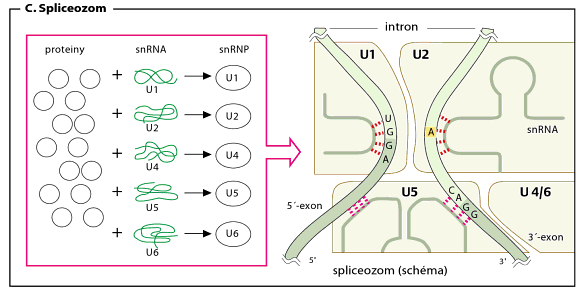 C. Spliceozom
proteiny
snRNA
snRNP
+
U1
U1
+
U2
U2
+
U4
U4
+
U5
U5
+
U6
U6
intron
U1
U2
U
G
G
A
A
snRNA
U5
U 4/6
C
A
G
G
5´-exon
3´-exon
5'
3'
spliceozom (schéma)